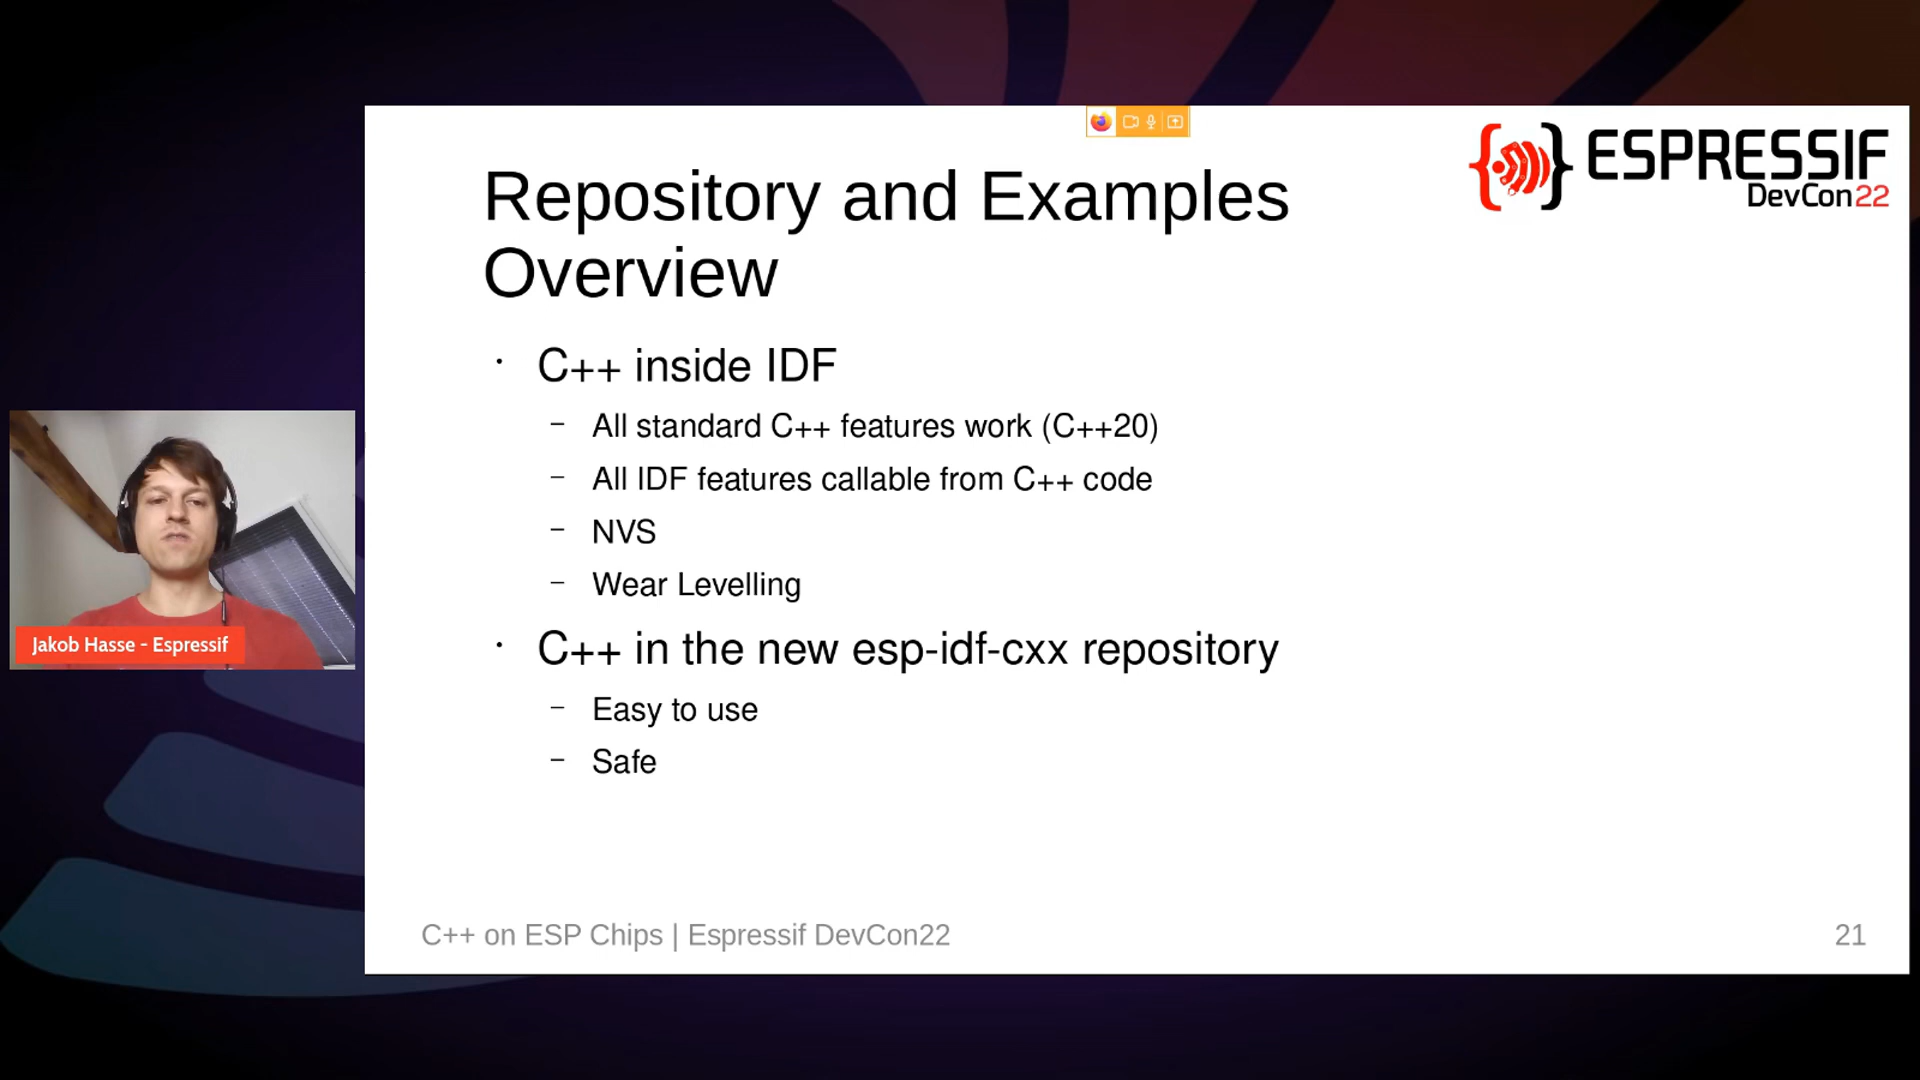 ESPRESSIF
DevCon22
Repository and Examples
Overview
· C++ inside IDF
– All standard C++ features work (C++20)
– All IDF features callable from C++ code
– NVS
– Wear Levelling
· C++ in the new esp-idf-cxx repository
– Easy to use
– Safe
Jakob Hasse - Espressif
C++ on ESP Chips | Espressif DevCon22
21